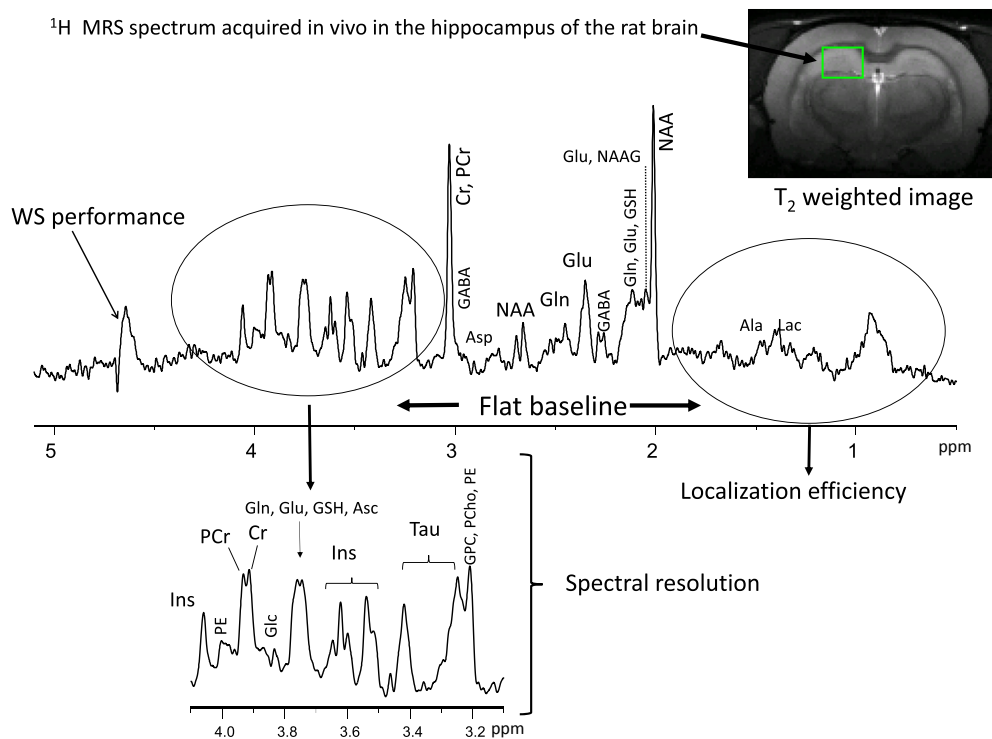 ¹H MRS spectrum acquired in vivo in the hippocampus of the rat brain
T₂ weighted image
WS performance
Cr, PCr
GABA
Asp
NAA
Gln
Glu
GABA
Gln, Glu, GSH
Glu, NAAG
NAA
Ala
Lac
Flat baseline
5 4 3 2 1 ppm
Localization efficiency
Gln, Glu, GSH, Asc
PCr
Cr
Ins
Tau
GPC, PCho, PE
Ins
PE
Glc
Spectral resolution
4.0 3.8 3.6 3.4 3.2 ppm